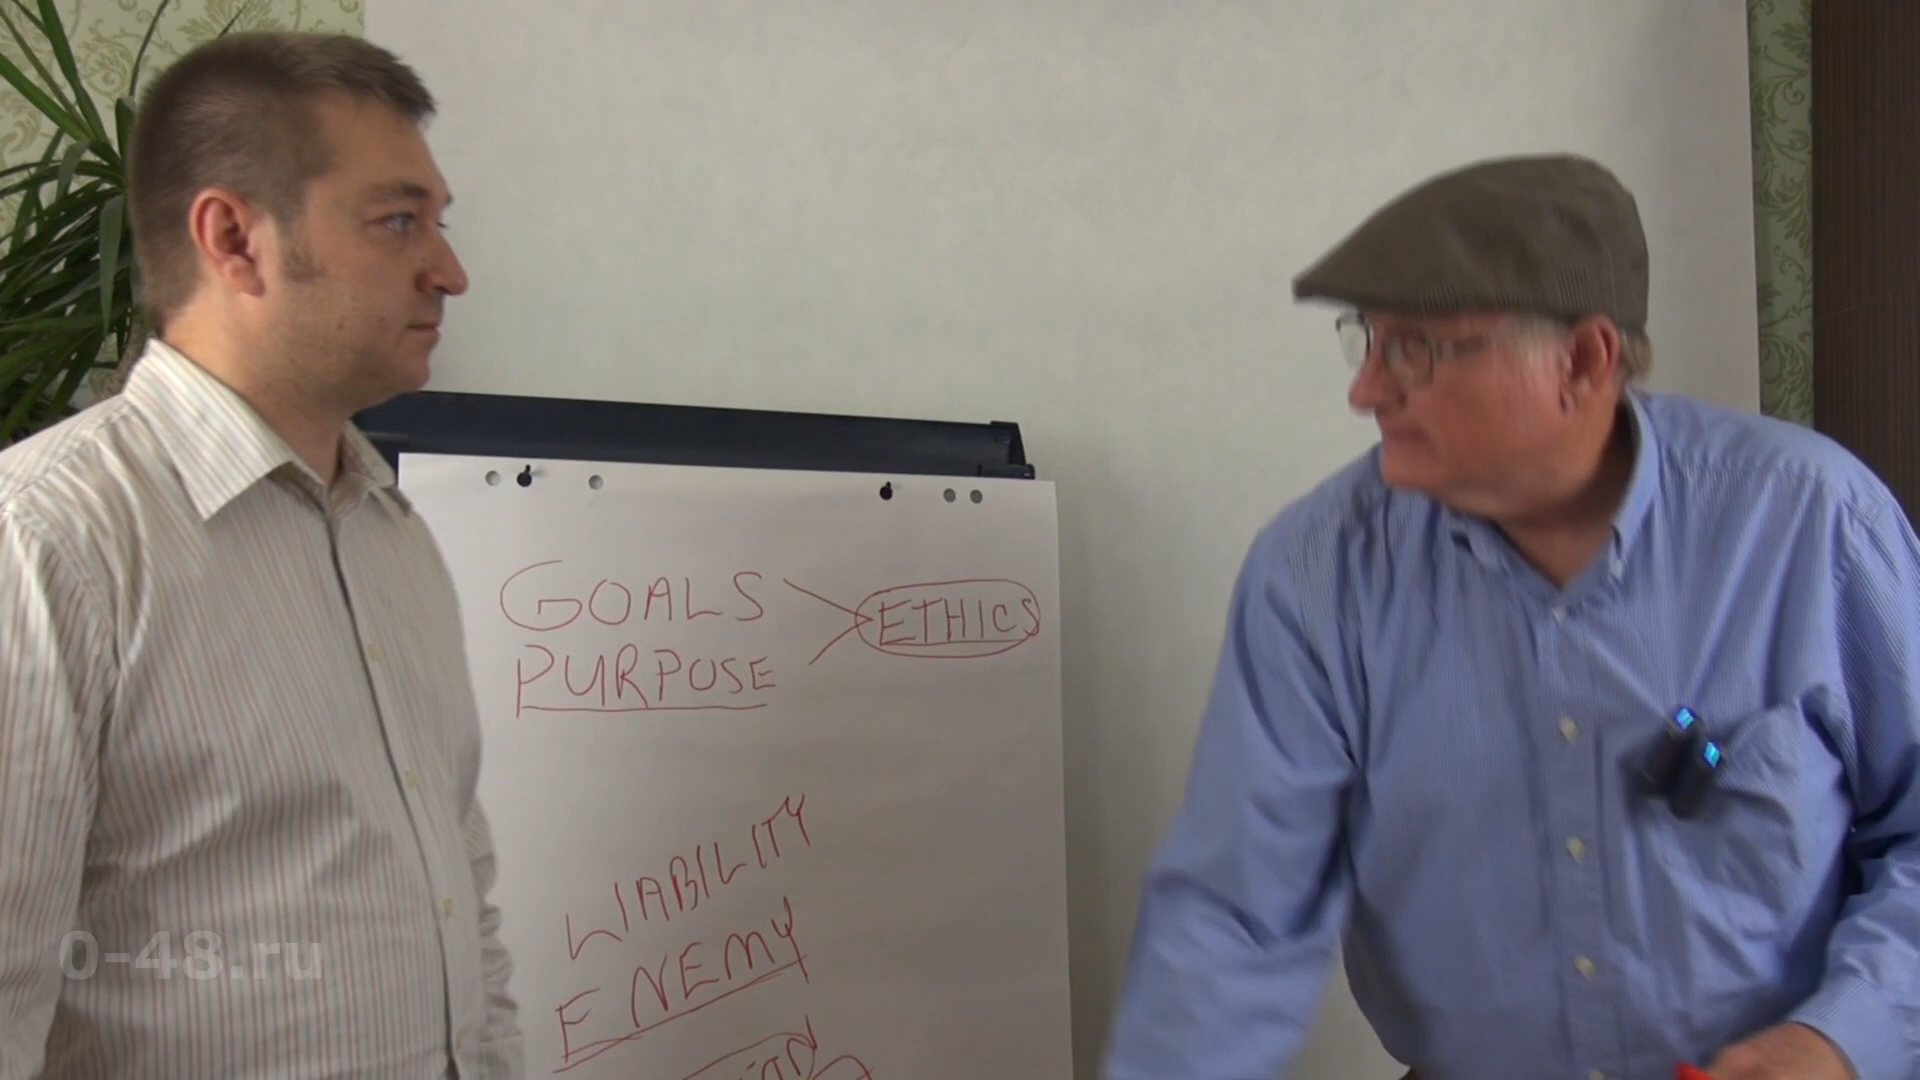 GOALS
ETHICS
PURPOSE
LIABILITY
ENEMY
0-48.ru